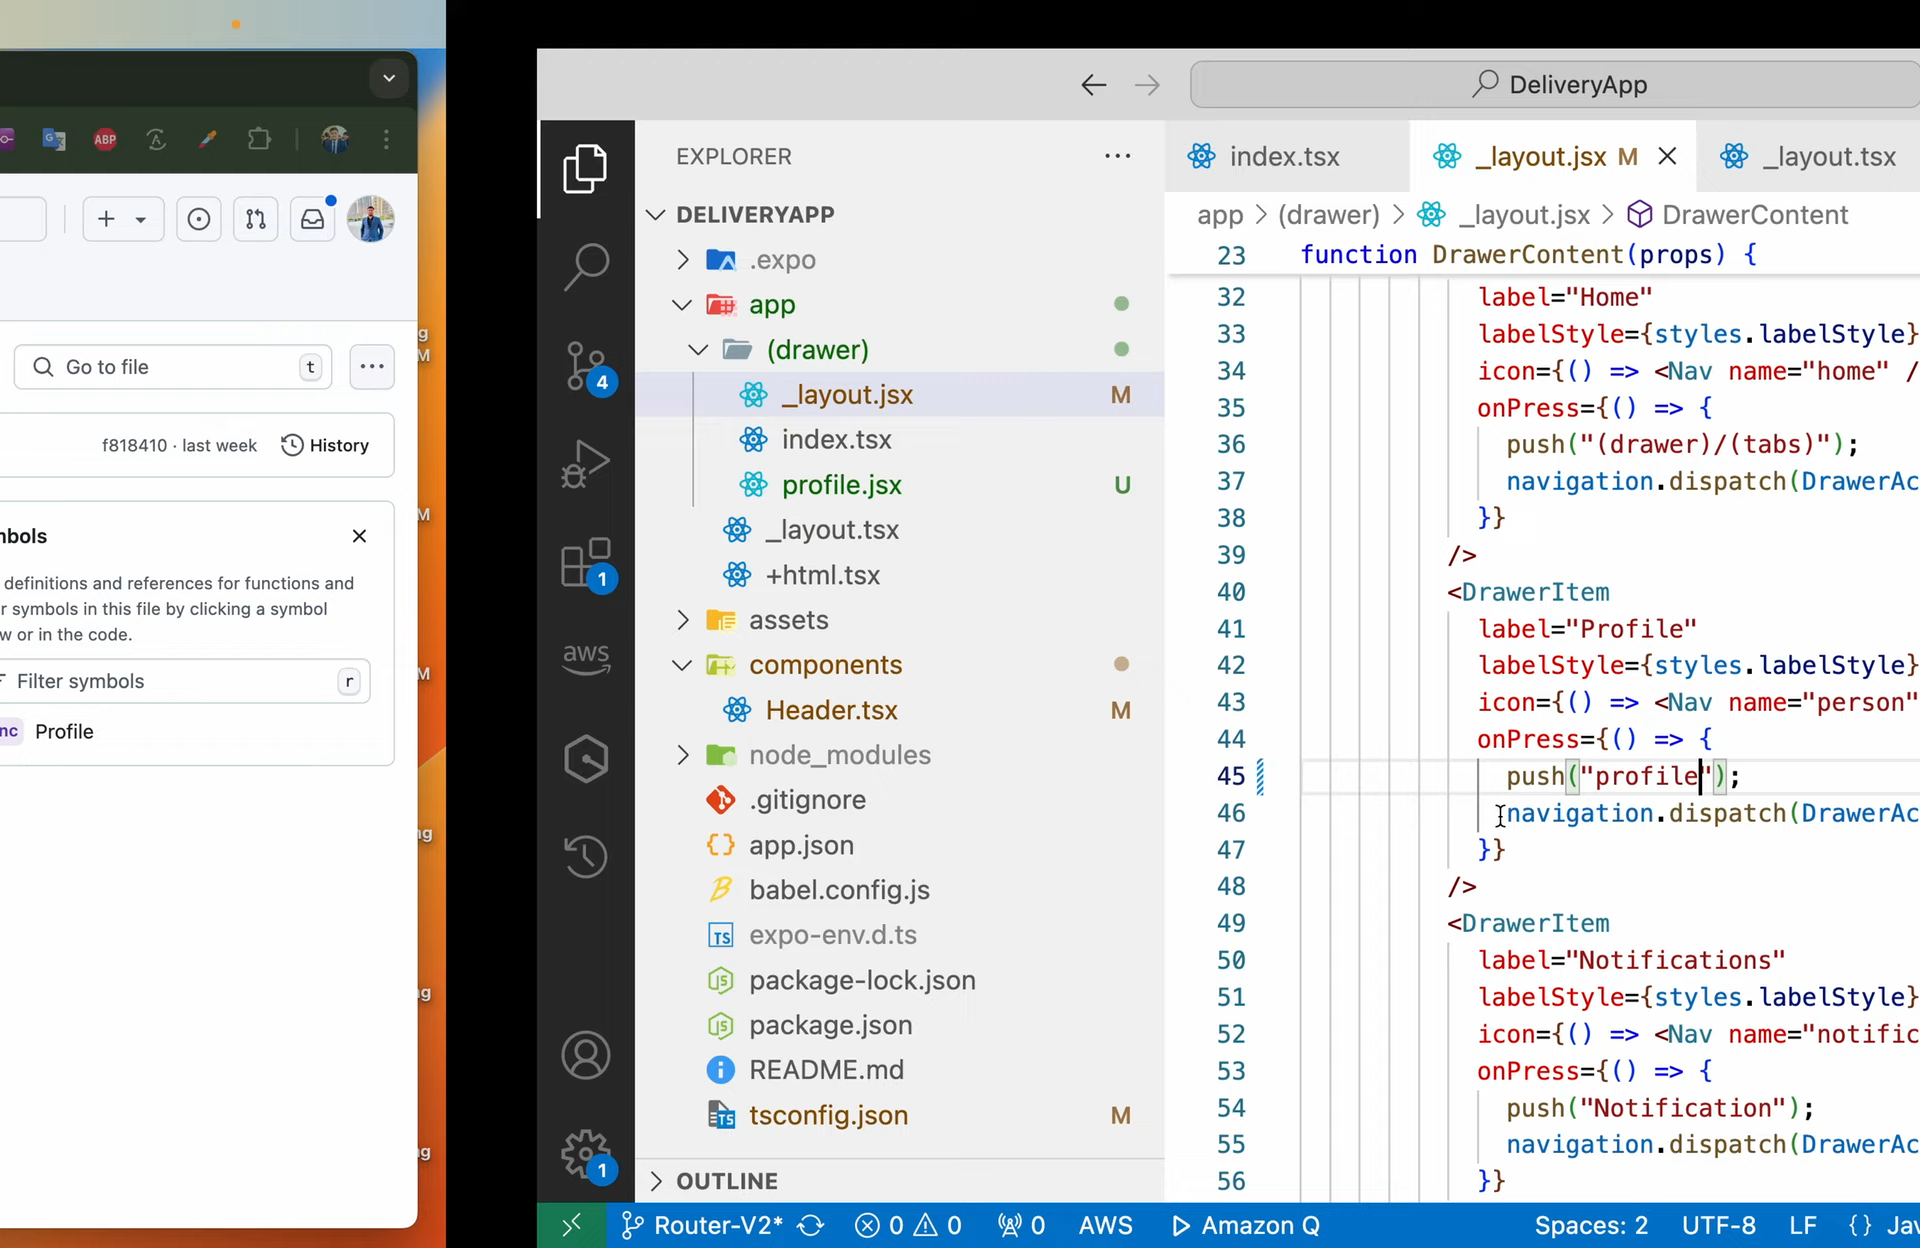 ABP
Go to file
t
f818410 · last week
History
nbols
definitions and references for functions and
r symbols in this file by clicking a symbol
w or in the code.
Filter symbols
r
nc
Profile
g
M
M
M
ng
ng
ng
DeliveryApp
EXPLORER
DELIVERYAPP
.expo
app
(drawer)
_layout.jsx
M
index.tsx
profile.jsx
U
_layout.tsx
+html.tsx
assets
components
Header.tsx
M
node_modules
.gitignore
app.json
babel.config.js
TS
expo-env.d.ts
package-lock.json
package.json
README.md
TS
tsconfig.json
M
OUTLINE
4
1
aws
1
index.tsx
_layout.jsx M
_layout.tsx
app > (drawer) > _layout.jsx > DrawerContent
23 function DrawerContent(props) {
32 label="Home"
33 labelStyle={styles.labelStyle}
34 icon={() => <Nav name="home" /
35 onPress={() => {
36 push("(drawer)/(tabs)");
37 navigation.dispatch(DrawerAc
38 }}
39 />
40 <DrawerItem
41 label="Profile"
42 labelStyle={styles.labelStyle}
43 icon={() => <Nav name="person"
44 onPress={() => {
45 push("profile");
46 navigation.dispatch(DrawerAc
47 }}
48 />
49 <DrawerItem
50 label="Notifications"
51 labelStyle={styles.labelStyle}
52 icon={() => <Nav name="notific
53 onPress={() => {
54 push("Notification");
55 navigation.dispatch(DrawerAc
56 }}
Router-V2*
0
0
0
AWS
Amazon Q
Spaces: 2
UTF-8
LF
{}
Jav